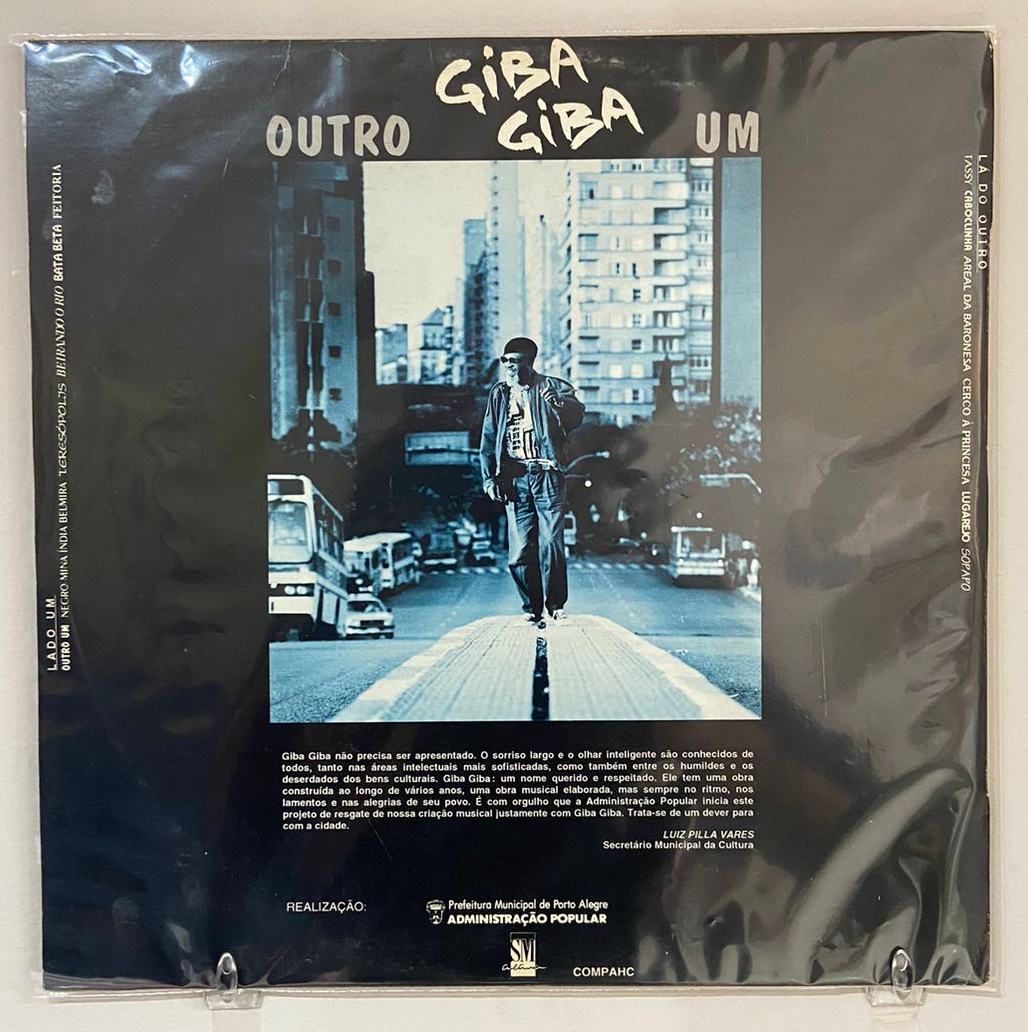 GiBA
GiBA
OUTRO UM
LADO UM
OUTRO UM NEGRO MINA ÍNDIA BELMIRA TERESÓPOLIS BEIRANDO O RIO BATA BETA FEITORIA
LÁ DO OUTRO
TASSY CABOCLINHA AREAL DA BARONESA CERCO À PRINCESA LUGAREJO SOPAPO
Giba Giba não precisa ser apresentado. O sorriso largo e o olhar inteligente são conhecidos de
todos, tanto nas áreas intelectuais mais sofisticadas, como também entre os humildes e os
deserdados dos bens culturais. Giba Giba: um nome querido e respeitado. Ele tem uma obra
construída ao longo de vários anos, uma obra musical elaborada, mas sempre no ritmo, nos
lamentos e nas alegrias de seu povo. É com orgulho que a Administração Popular inicia este
projeto de resgate de nossa criação musical justamente com Giba Giba. Trata-se de um dever para
com a cidade.
LUIZ PILLA VARES
Secretário Municipal da Cultura
REALIZAÇÃO:
Prefeitura Municipal de Porto Alegre
ADMINISTRAÇÃO POPULAR
SM
cultura
COMPAHC